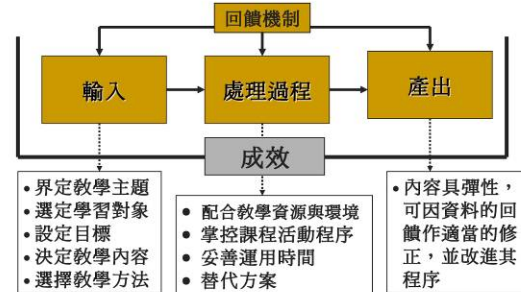 回饋機制
輸入
處理過程
產出
成效
• 界定教學主題
• 選定學習對象
• 設定目標
• 決定教學內容
• 選擇教學方法
• 配合教學資源與環境
• 掌控課程活動程序
• 妥善運用時間
• 替代方案
• 內容具彈性，
可因資料的回
饋作適當的修
正，並改進其
程序